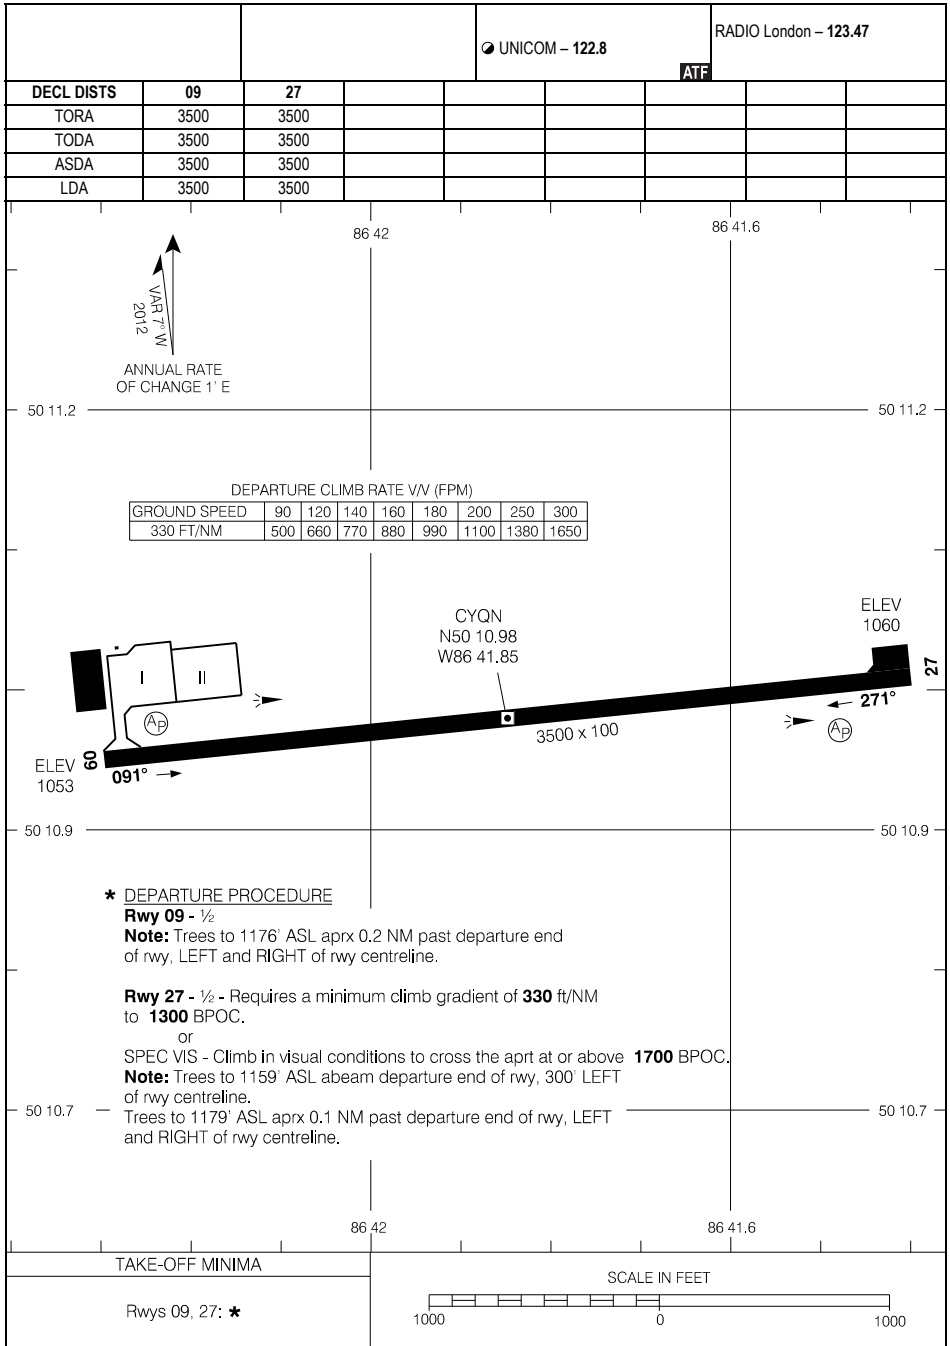 UNICOM – 122.8
RADIO London – 123.47
ATF
DECL DISTS 09 27
TORA 3500 3500
TODA 3500 3500
ASDA 3500 3500
LDA 3500 3500
86 42 86 41.6
VAR 7° W
2012
ANNUAL RATE
OF CHANGE 1' E
50 11.2 50 11.2
DEPARTURE CLIMB RATE V/V (FPM)
GROUND SPEED 90 120 140 160 180 200 250 300
330 FT/NM 500 660 770 880 990 1100 1380 1650
CYQN
N50 10.98
W86 41.85
ELEV
1060
27
271°
I II
AP
AP
3500 x 100
09
ELEV
1053
091°
50 10.9 50 10.9
* DEPARTURE PROCEDURE
Rwy 09 - ½
Note: Trees to 1176' ASL aprx 0.2 NM past departure end
of rwy, LEFT and RIGHT of rwy centreline.
Rwy 27 - ½ - Requires a minimum climb gradient of 330 ft/NM
to 1300 BPOC.
or
SPEC VIS - Climb in visual conditions to cross the aprt at or above 1700 BPOC.
Note: Trees to 1159' ASL abeam departure end of rwy, 300' LEFT
of rwy centreline.
50 10.7 50 10.7
Trees to 1179' ASL aprx 0.1 NM past departure end of rwy, LEFT
and RIGHT of rwy centreline.
86 42 86 41.6
TAKE-OFF MINIMA
Rwys 09, 27: *
SCALE IN FEET
1000 0 1000